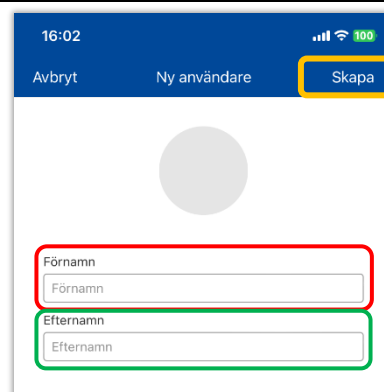 16:02 100
Avbryt Ny användare Skapa
Förnamn
Förnamn
Efternamn
Efternamn